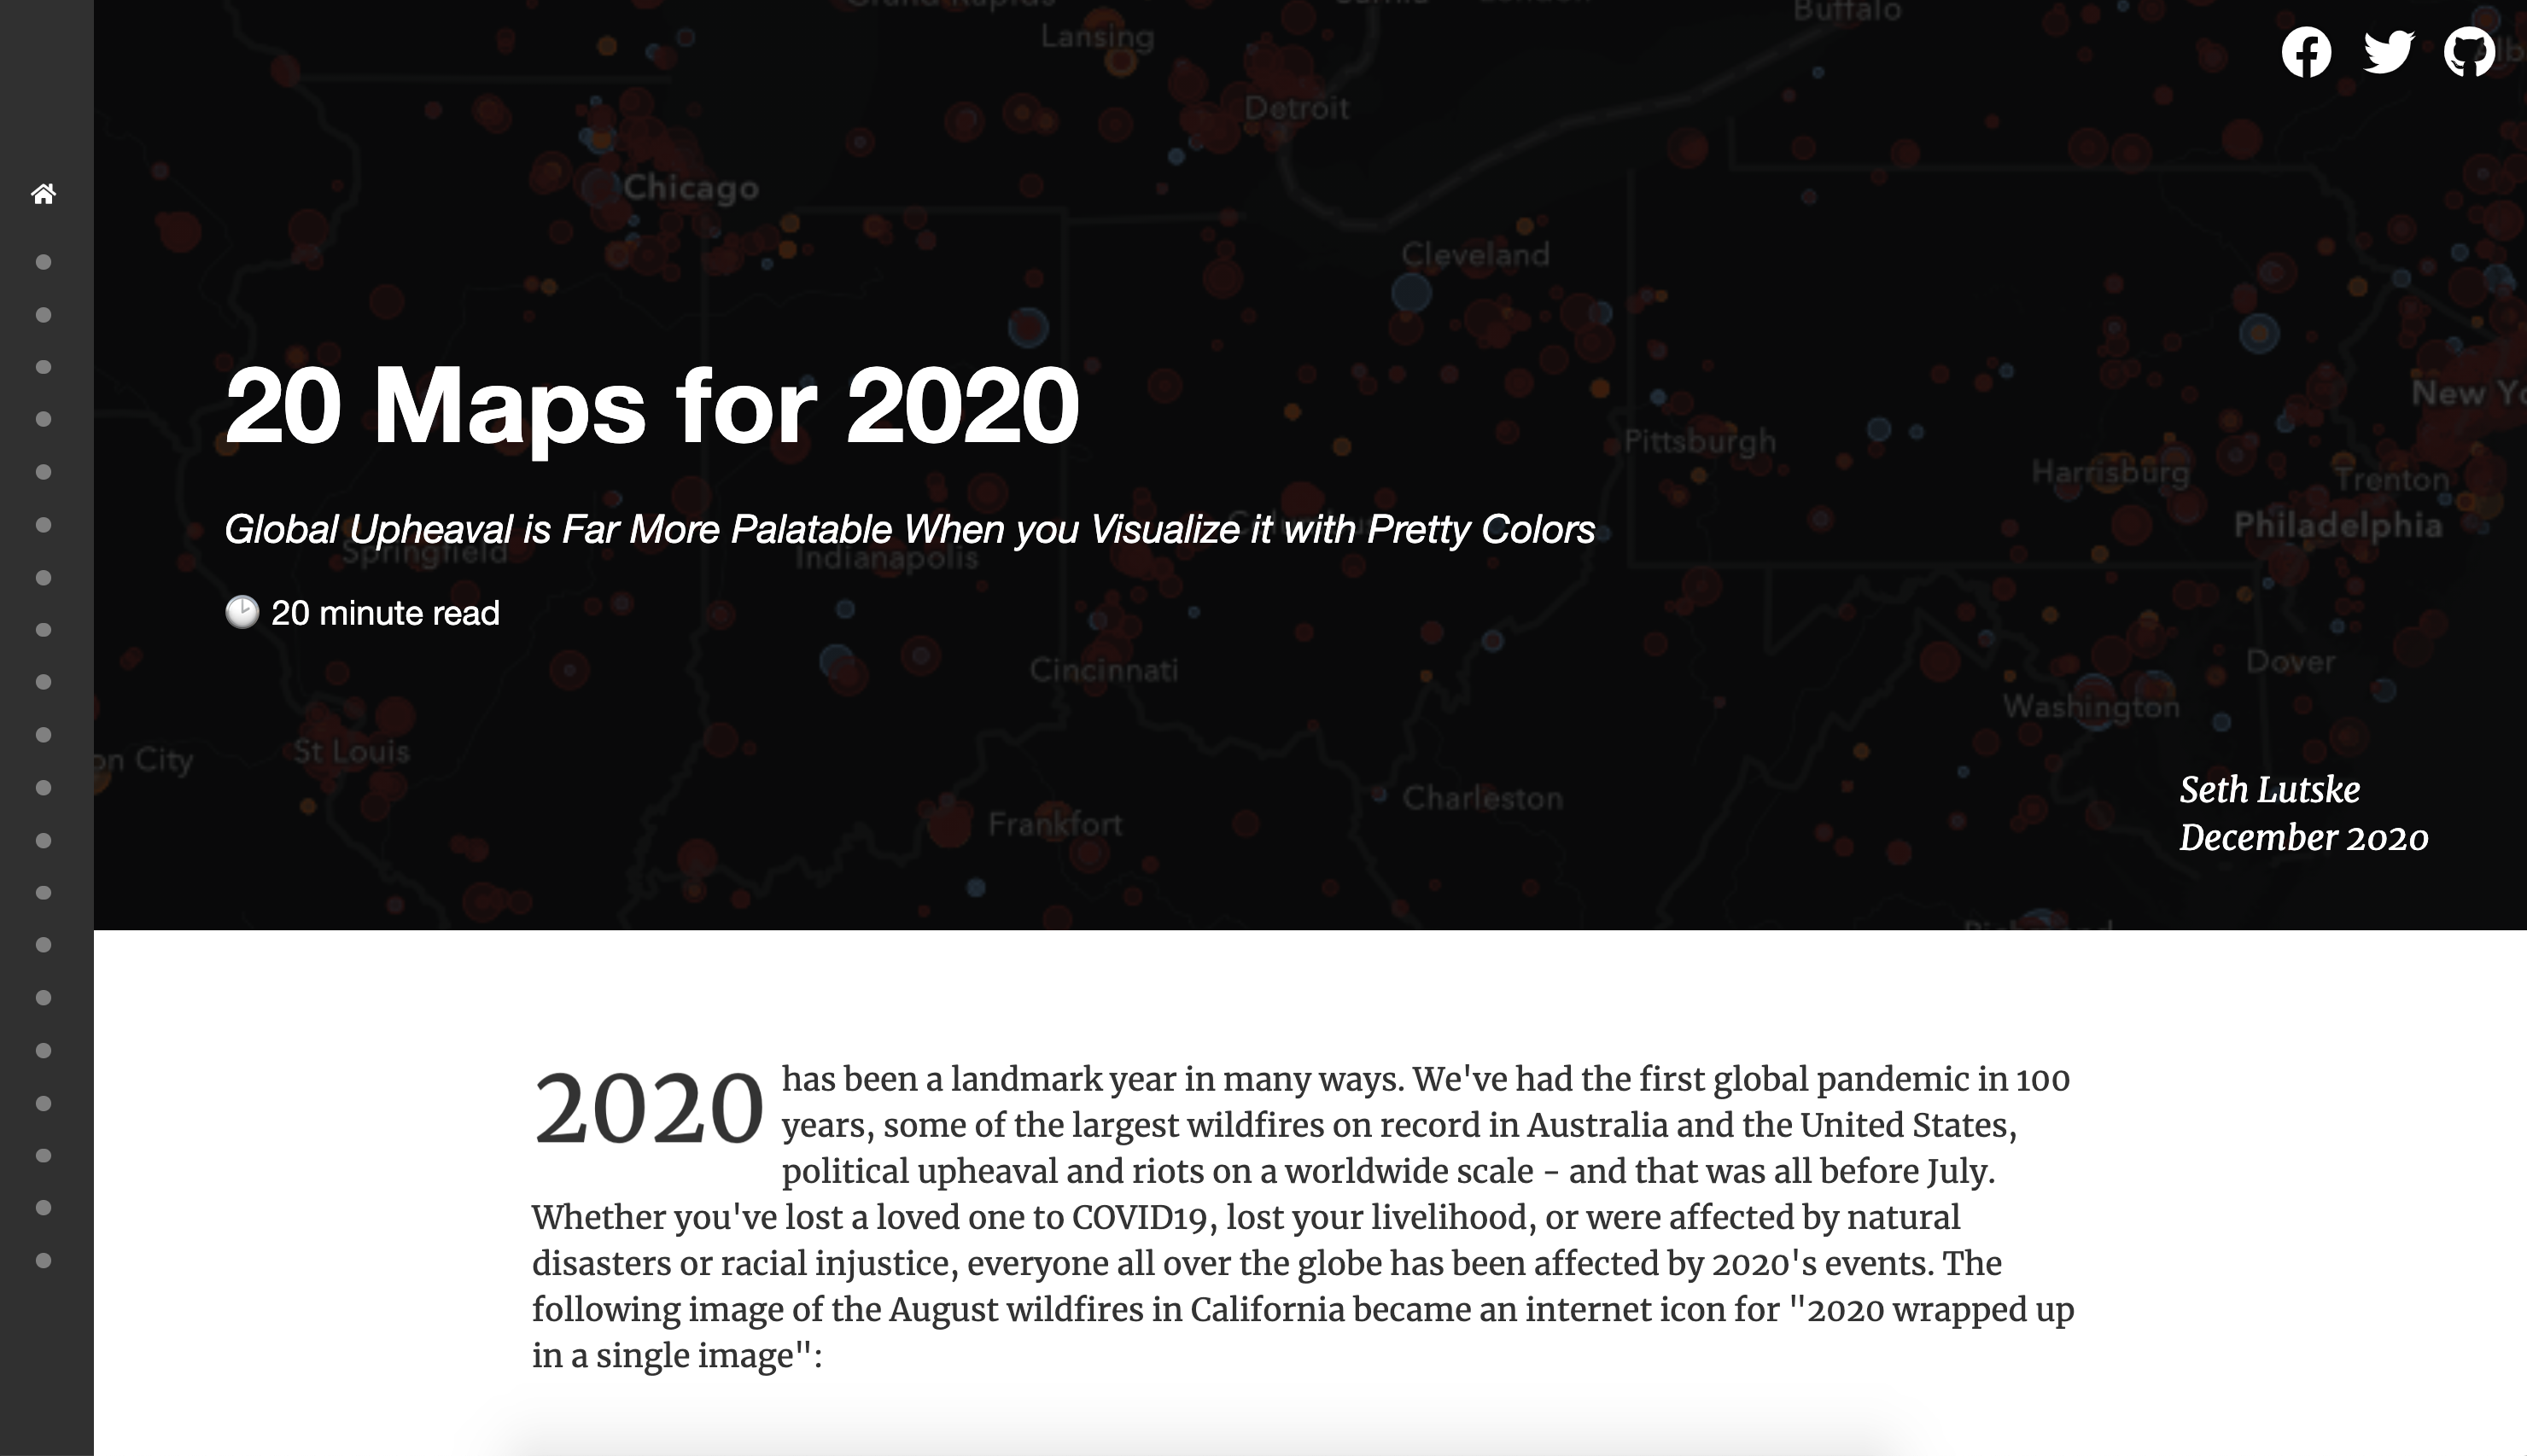 Lansing
Buffalo
Detroit
Chicago
Cleveland
20 Maps for 2020
New Yo
Pittsburgh
Harrisburg
Trenton
Philadelphia
Global Upheaval is Far More Palatable When you Visualize it with Pretty Colors
Springfield
Indianapolis
20 minute read
Cincinnati
Dover
Washington
on City
St Louis
Charleston
Frankfort
Seth Lutske
December 2020
2020 has been a landmark year in many ways. We've had the first global pandemic in 100
years, some of the largest wildfires on record in Australia and the United States,
political upheaval and riots on a worldwide scale - and that was all before July.
Whether you've lost a loved one to COVID19, lost your livelihood, or were affected by natural
disasters or racial injustice, everyone all over the globe has been affected by 2020's events. The
following image of the August wildfires in California became an internet icon for "2020 wrapped up
in a single image":